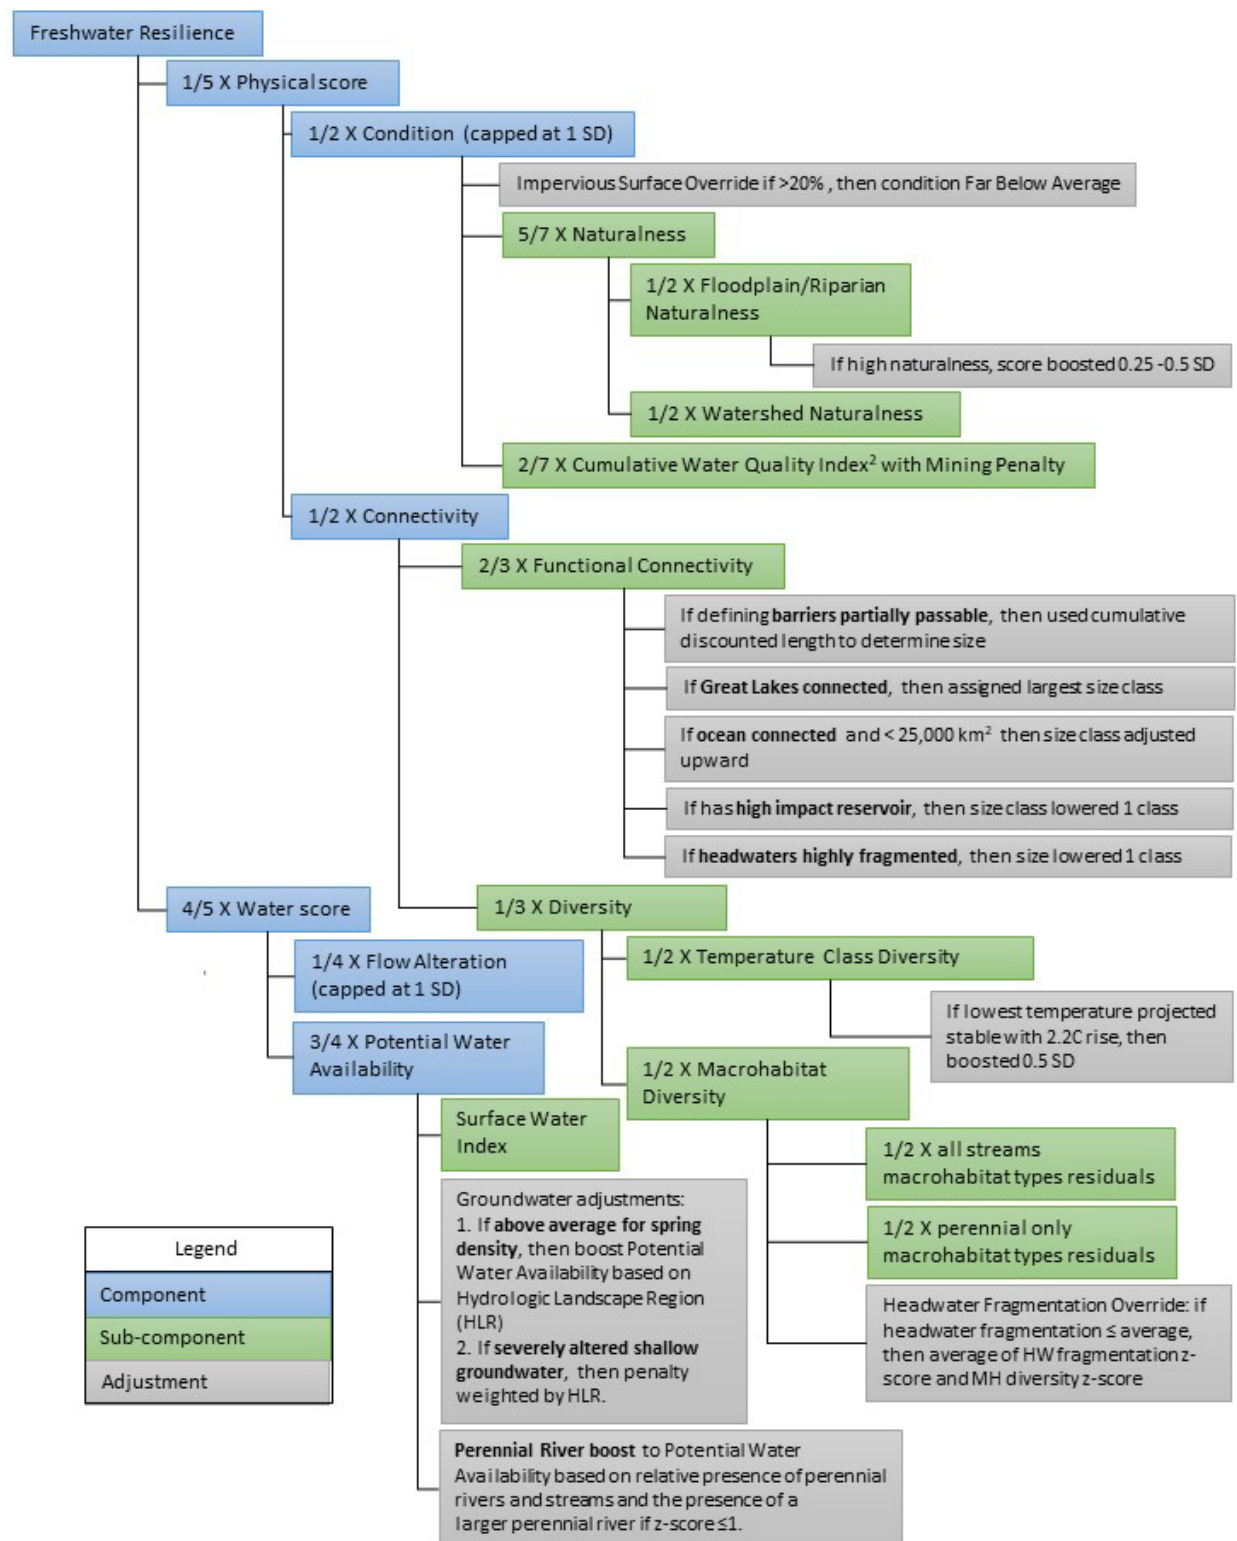 Freshwater Resilience
1/5 X Physical score
1/2 X Condition (capped at 1 SD)
Impervious Surface Override if >20% , then condition Far Below Average
5/7 X Naturalness
1/2 X Floodplain/Riparian
Naturalness
If high naturalness, score boosted 0.25 -0.5 SD
1/2 X Watershed Naturalness
2/7 X Cumulative Water Quality Index² with Mining Penalty
1/2 X Connectivity
2/3 X Functional Connectivity
If defining barriers partially passable, then used cumulative
discounted length to determine size
If Great Lakes connected, then assigned largest size class
If ocean connected and < 25,000 km² then size class adjusted
upward
If has high impact reservoir, then size class lowered 1 class
If headwaters highly fragmented, then size lowered 1 class
4/5 X Water score
1/3 X Diversity
1/4 X Flow Alteration
(capped at 1 SD)
1/2 X Temperature Class Diversity
If lowest temperature projected
stable with 2.2C rise, then
boosted 0.5 SD
3/4 X Potential Water
Availability
1/2 X Macrohabitat
Diversity
Surface Water
Index
1/2 X all streams
macrohabitat types residuals
Groundwater adjustments:
1. If above average for spring
density, then boost Potential
Water Availability based on
Hydrologic Landscape Region
(HLR)
2. If severely altered shallow
groundwater, then penalty
weighted by HLR.
1/2 X perennial only
macrohabitat types residuals
Headwater Fragmentation Override: if
headwater fragmentation ≤ average,
then average of HW fragmentation z-
score and MH diversity z-score
Perennial River boost to Potential Water
Availability based on relative presence of perennial
rivers and streams and the presence of a
larger perennial river if z-score ≤1.
Legend
Component
Sub-component
Adjustment